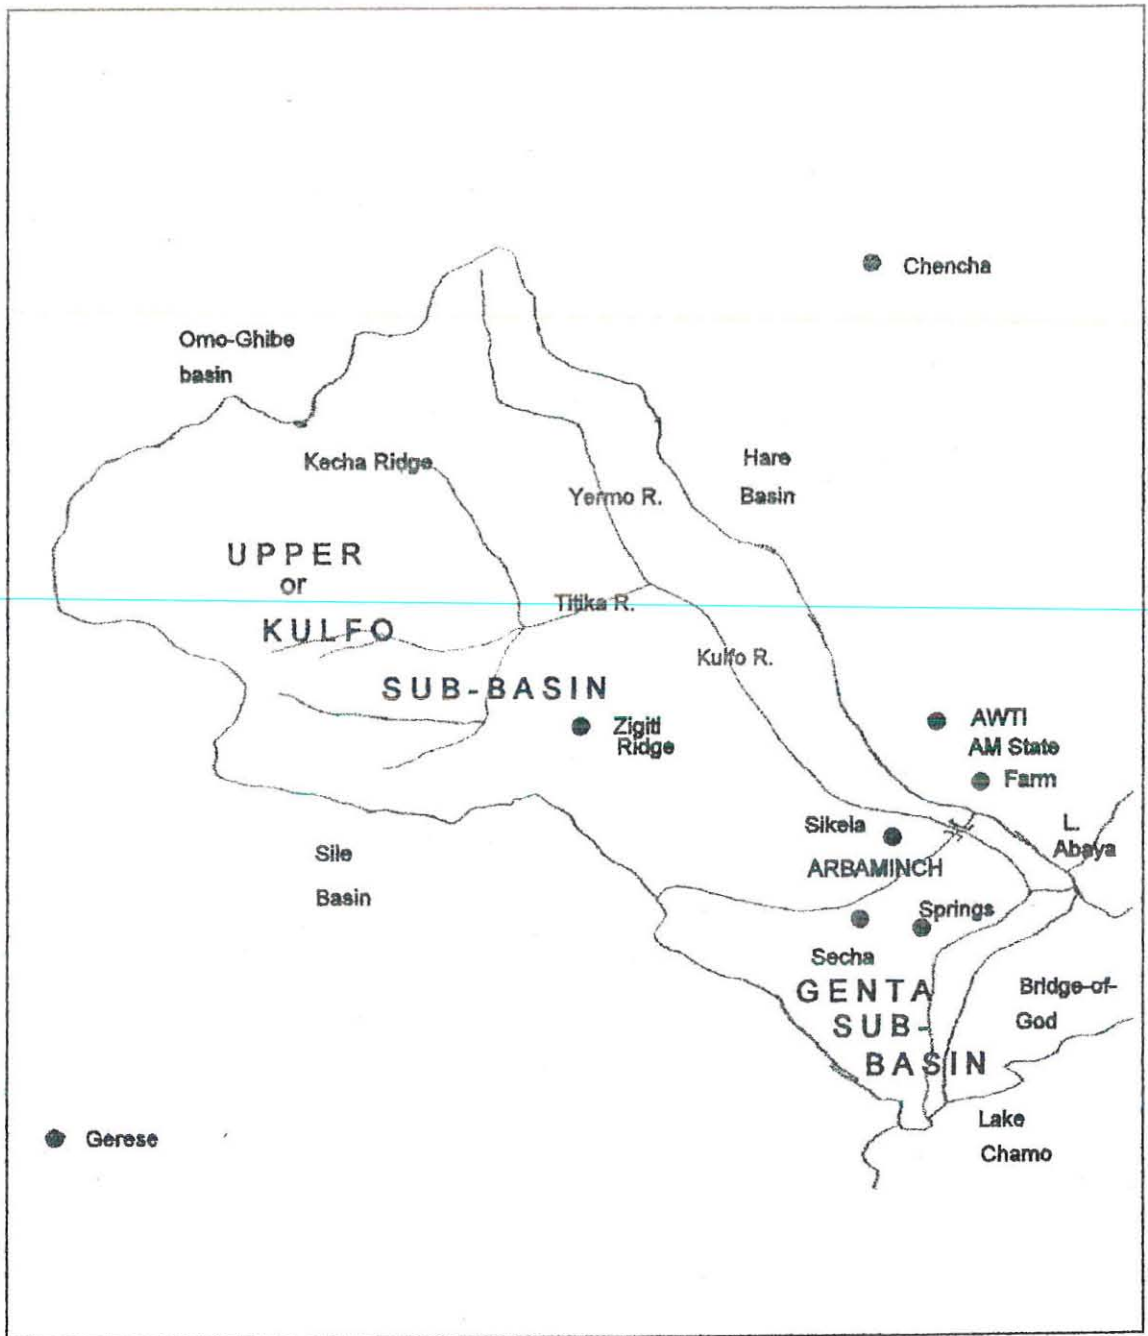 Chencha
Omo-Ghibe
basin
Kecha Ridge
Hare
Basin
Yermo R.
UPPER
or
KULFO
SUB-BASIN
Titika R.
Kulfo R.
Zigiti
Ridge
AWTI
AM State
Farm
Sikela
ARBAMINCH
L.
Abaya
Sile
Basin
Springs
Secha
GENTA
SUB-
BASIN
Bridge-of-
God
Lake
Chamo
Gerese